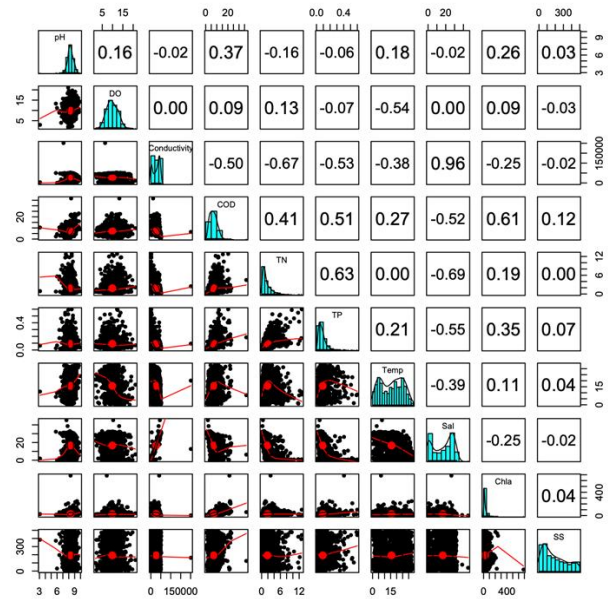 5 15 0 20 0.0 0.4 0 20 0 300
pH 0.16 -0.02 0.37 -0.16 -0.06 0.18 -0.02 0.26 0.03 3 6 9
5 15 DO 0.00 0.09 0.13 -0.07 -0.54 0.00 0.09 -0.03
Conductivity -0.50 -0.67 -0.53 -0.38 0.96 -0.25 -0.02 0 150000
0 20 COD 0.41 0.51 0.27 -0.52 0.61 0.12
TN 0.63 0.00 -0.69 0.19 0.00 0 6 12
0.0 0.4 TP 0.21 -0.55 0.35 0.07
Temp -0.39 0.11 0.04 0 15
0 20 Sal -0.25 -0.02
Chla 0.04 0 400
0 300 SS
3 5 7 9 0 150000 0 4 8 12 0 15 0 400